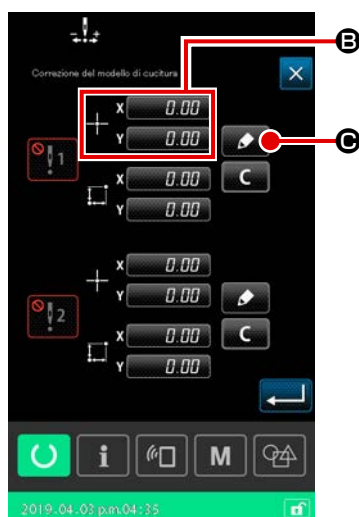 B
Correzione del modello di cucitura
X 0.00
Y 0.00
C
1
X 0.00
Y 0.00
C
X 0.00
Y 0.00
2
X 0.00
Y 0.00
C
i
M
2019.04.03 p.m.04:35